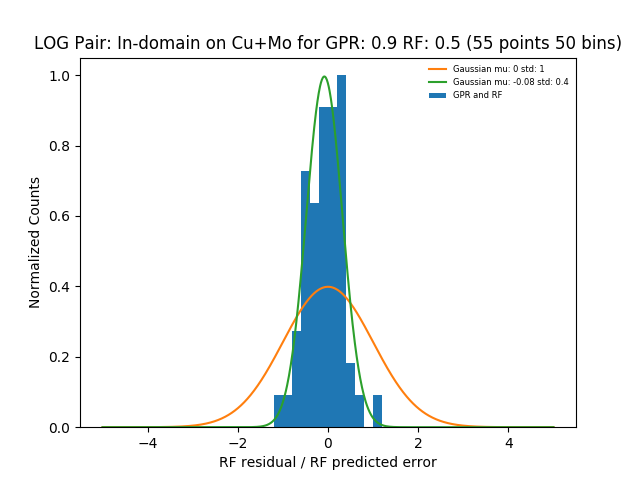 LOG Pair: In-domain on Cu+Mo for GPR: 0.9 RF: 0.5 (55 points 50 bins)
Gaussian mu: 0 std: 1
Gaussian mu: -0.08 std: 0.4
GPR and RF
1.0
0.8
0.6
0.4
0.2
0.0
Normalized Counts
−4 −2 0 2 4
RF residual / RF predicted error